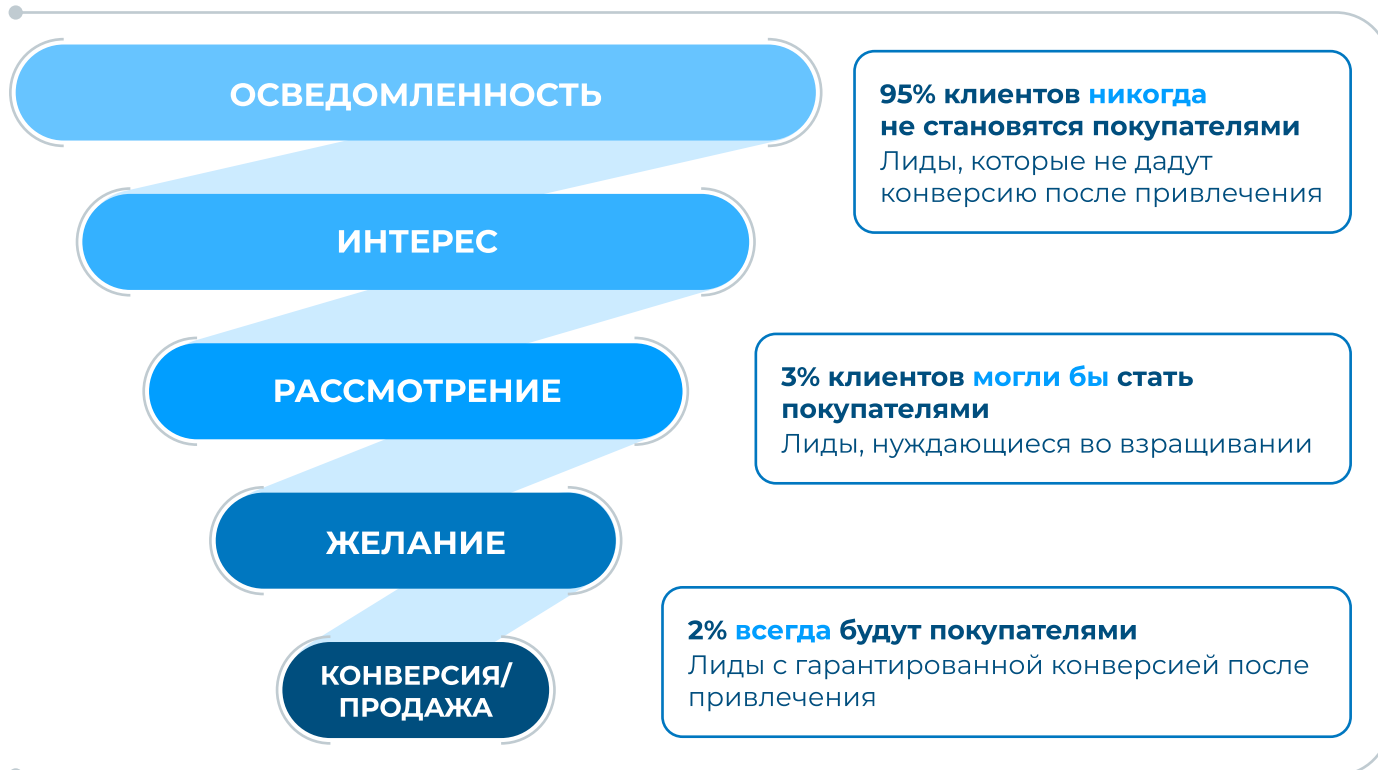 ОСВЕДОМЛЕННОСТЬ
95% клиентов никогда
не становятся покупателями
Лиды, которые не дадут
конверсию после привлечения
ИНТЕРЕС
РАССМОТРЕНИЕ
3% клиентов могли бы стать
покупателями
Лиды, нуждающиеся во взращивании
ЖЕЛАНИЕ
КОНВЕРСИЯ/
ПРОДАЖА
2% всегда будут покупателями
Лиды с гарантированной конверсией после
привлечения